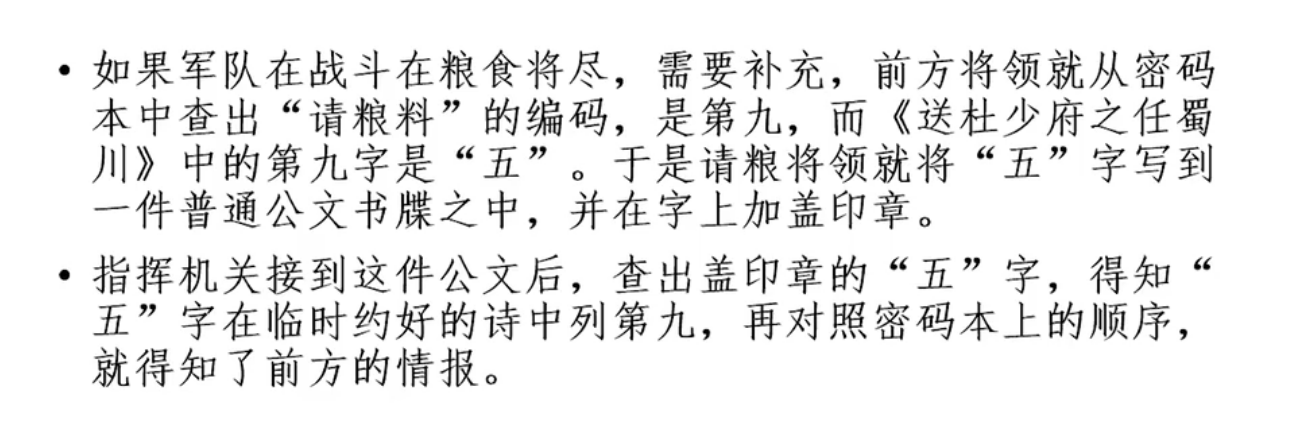 • 如果军队在战斗在粮食将尽，需要补充，前方将领就从密码
本中查出“请粮料”的编码，是第九，而《送杜少府之任蜀
川》中的第九字是“五”。于是请粮将领就将“五”字写到
一件普通公文书牒之中，并在字上加盖印章。
• 指挥机关接到这件公文后，查出盖印章的“五”字，得知“
五”字在临时约好的诗中列第九，再对照密码本上的顺序，
就得知了前方的情报。